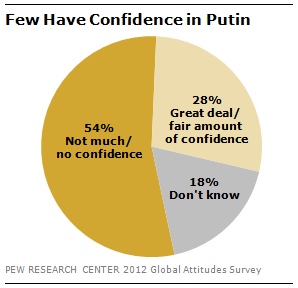 Few Have Confidence in Putin
28%
Great deal/
fair amount
of confidence
54%
Not much/
no confidence
18%
Don't know
PEW RESEARCH CENTER 2012 Global Attitudes Survey